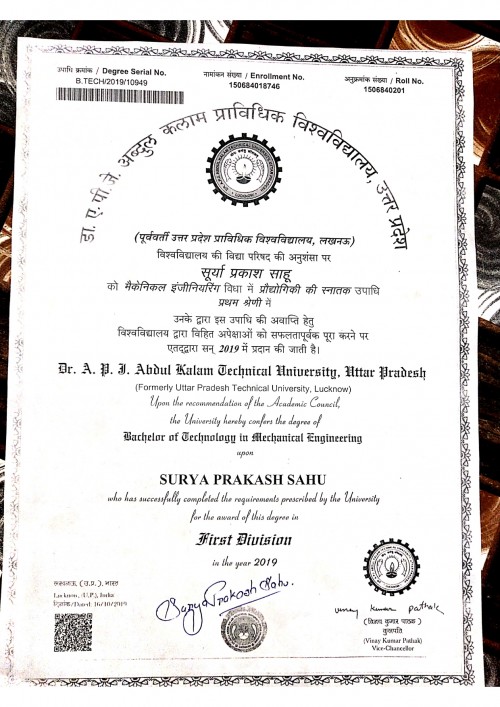 उपाधि क्रमांक / Degree Serial No.
B.TECH/2019/10949
नामांकन संख्या / Enrollment No.
150684018746
अनुक्रमांक संख्या / Roll No.
1506840201
डा. ए.पी.जे. अब्दुल कलाम प्राविधिक विश्वविद्यालय, उत्तर प्रदेश
(पूर्ववर्ती उत्तर प्रदेश प्राविधिक विश्वविद्यालय, लखनऊ)
विश्वविद्यालय की विद्या परिषद की अनुशंसा पर
सूर्या प्रकाश साहू
को मैकेनिकल इंजीनियरिंग विधा में प्रौद्योगिकी की स्नातक उपाधि
प्रथम श्रेणी में
उनके द्वारा इस उपाधि की अवाप्ति हेतु
विश्वविद्यालय द्वारा विहित अपेक्षाओं को सफलतापूर्वक पूरा करने पर
एतद्द्वारा सन् 2019 में प्रदान की जाती है।
Dr. A. P. J. Abdul Kalam Technical University, Uttar Pradesh
(Formerly Uttar Pradesh Technical University, Lucknow)
Upon the recommendation of the Academic Council,
the University hereby confers the degree of
Bachelor of Technology in Mechanical Engineering
upon
SURYA PRAKASH SAHU
who has successfully completed the requirements prescribed by the University
for the award of this degree in
First Division
in the year 2019
लखनऊ, (उ.प्र.), भारत
Lucknow, (U.P.), India
दिनांक/Dated: 16/10/2019
Surya Prakash Sahu.
vinay kumar pathak
(विनय कुमार पाठक)
कुलपति
(Vinay Kumar Pathak)
Vice-Chancellor